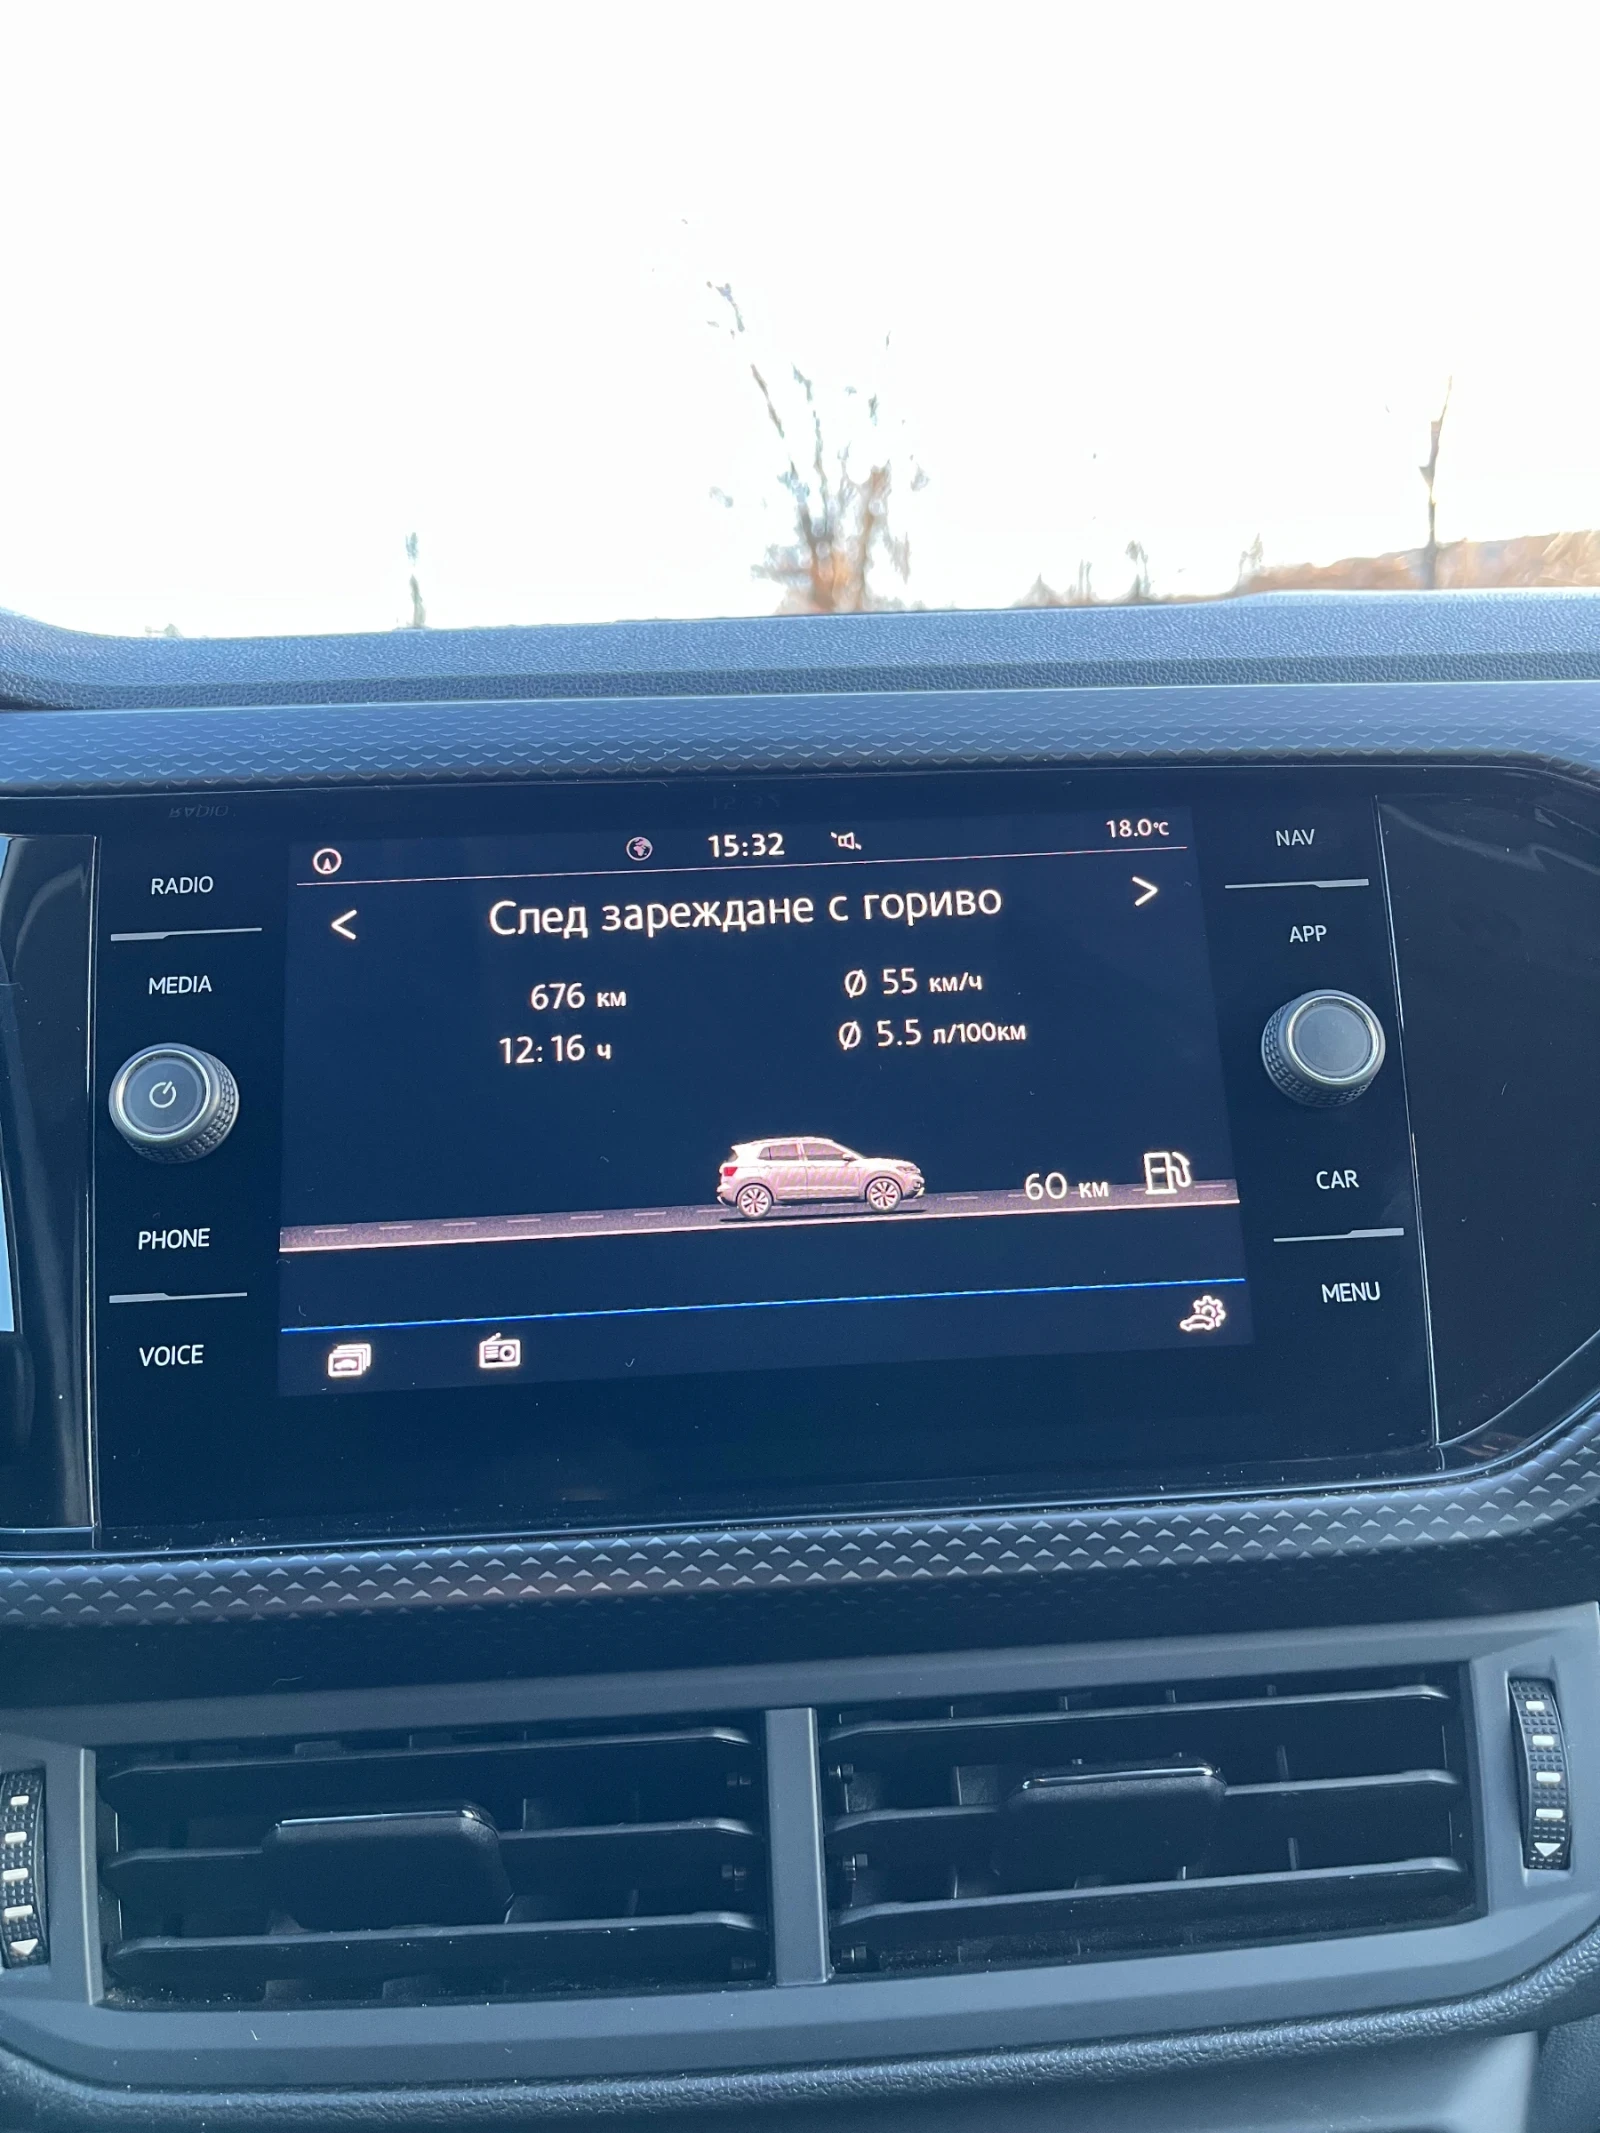 RADIO
MEDIA
PHONE
VOICE
15:32
18.0°C
< След зареждане с гориво >
676 км
Ø 55 км/ч
12:16 ч
Ø 5.5 л/100км
60 км
NAV
APP
CAR
MENU